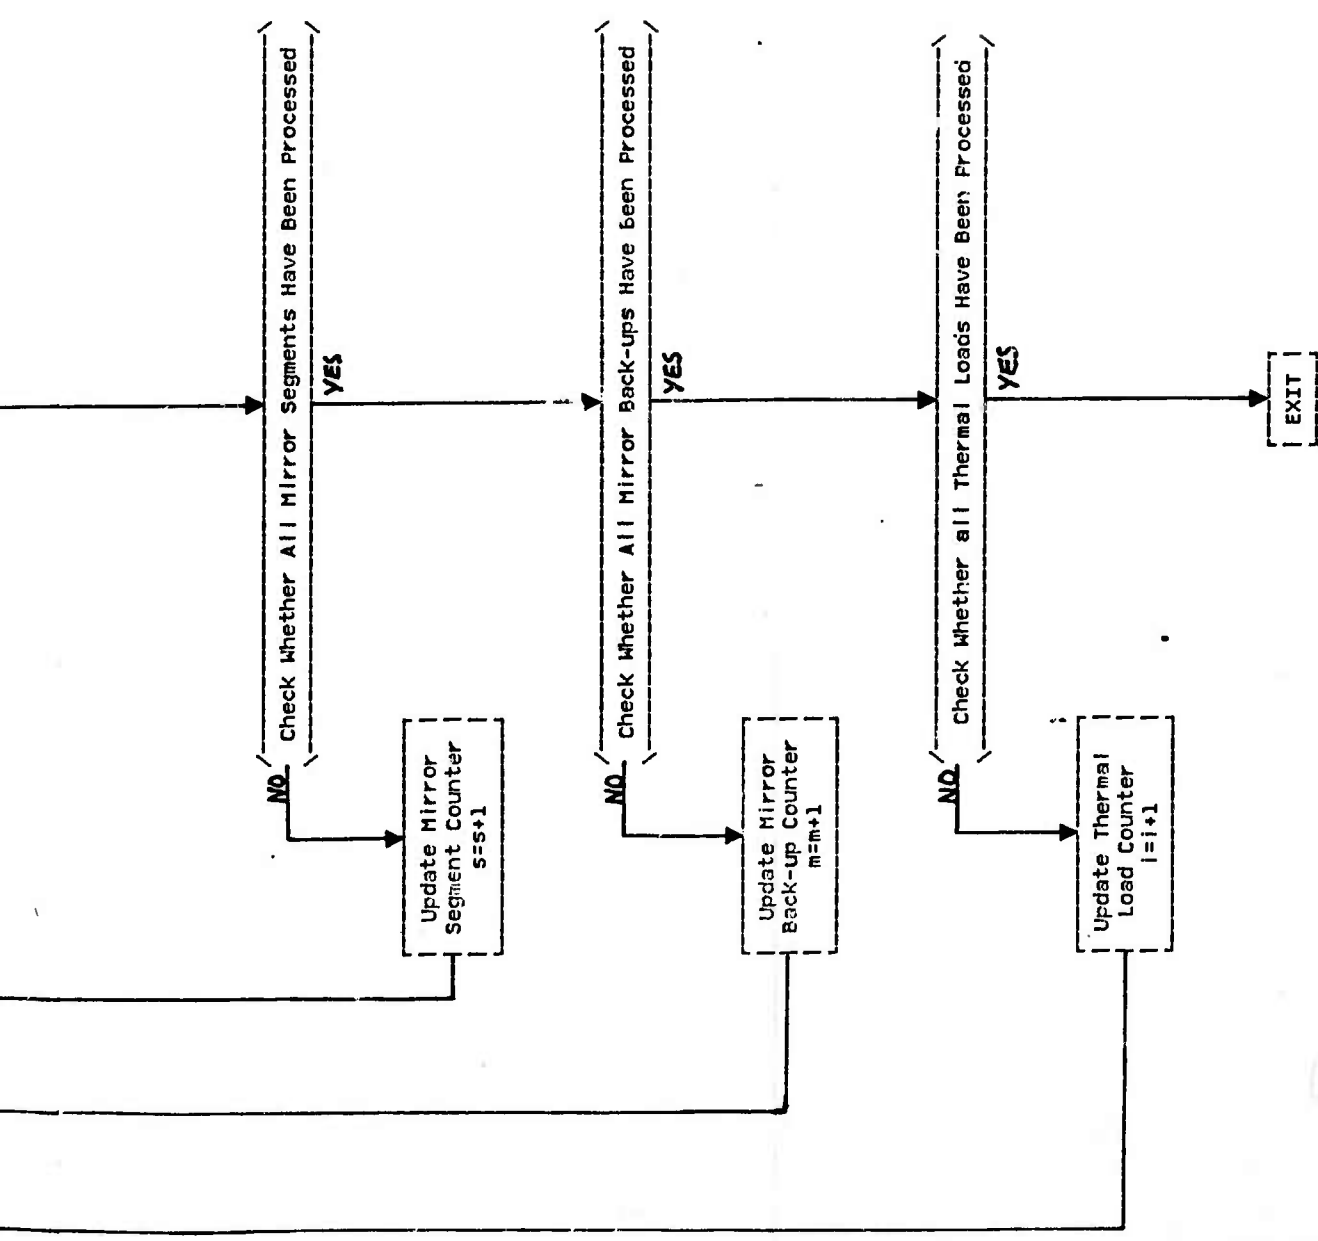 Check Whether All Mirror Segments Have Been Processed
YES
NO
Update Mirror
Segment Counter
s=s+1
Check Whether All Mirror Back-ups Have been Processed
YES
NO
Update Mirror
Back-up Counter
m=m+1
Check Whether all Thermal Loads Have Been Processed
YES
NO
Update Thermal
Load Counter
i=i+1
EXIT